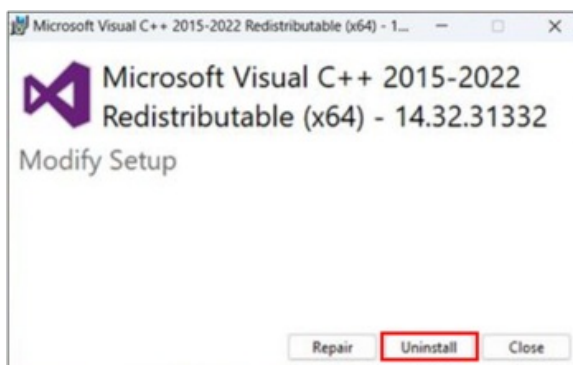 Microsoft Visual C++ 2015-2022 Redistributable (x64) - 1...
Microsoft Visual C++ 2015-2022
Redistributable (x64) - 14.32.31332
Modify Setup
Repair Uninstall Close